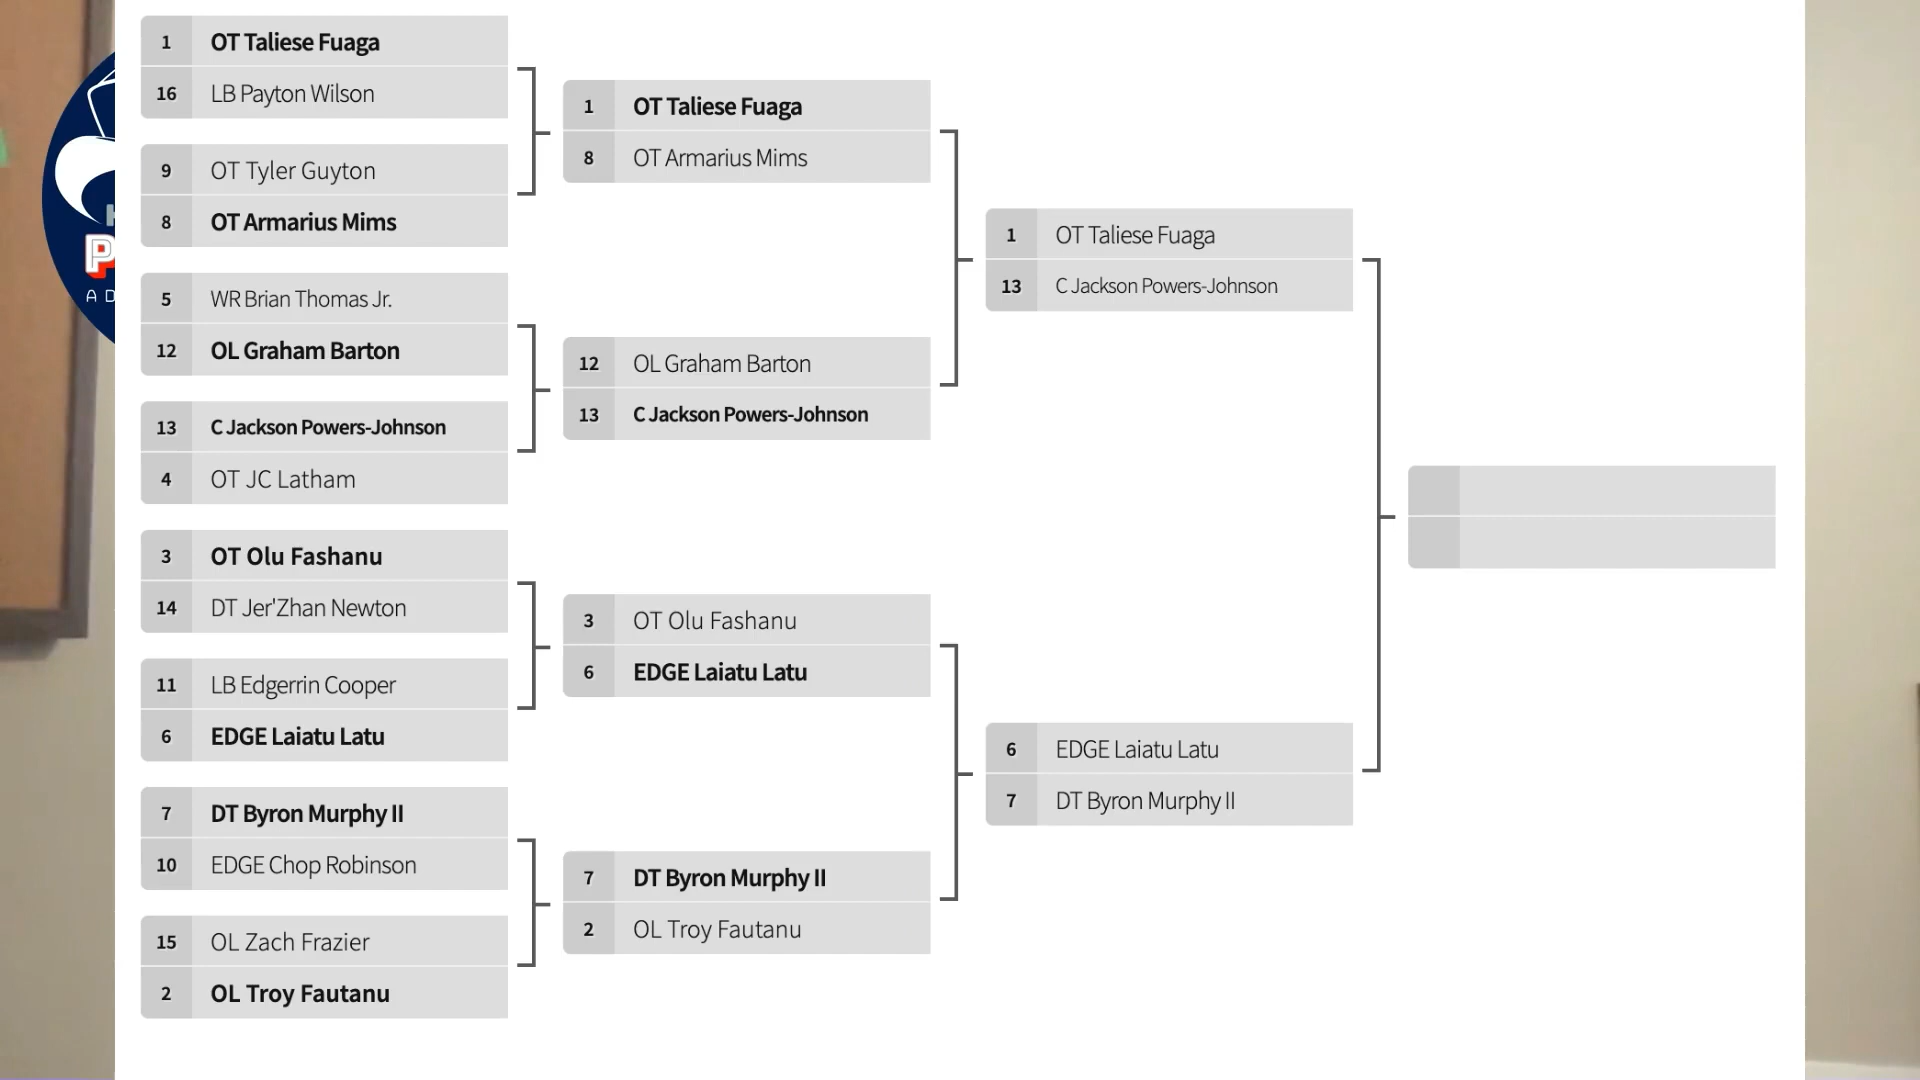 1 OT Taliese Fuaga
16 LB Payton Wilson
9 OT Tyler Guyton
8 OT Armarius Mims
5 WR Brian Thomas Jr.
12 OL Graham Barton
13 C Jackson Powers-Johnson
4 OT JC Latham
3 OT Olu Fashanu
14 DT Jer'Zhan Newton
11 LB Edgerrin Cooper
6 EDGE Laiatu Latu
7 DT Byron Murphy II
10 EDGE Chop Robinson
15 OL Zach Frazier
2 OL Troy Fautanu
1 OT Taliese Fuaga
8 OT Armarius Mims
12 OL Graham Barton
13 C Jackson Powers-Johnson
3 OT Olu Fashanu
6 EDGE Laiatu Latu
7 DT Byron Murphy II
2 OL Troy Fautanu
1 OT Taliese Fuaga
13 C Jackson Powers-Johnson
6 EDGE Laiatu Latu
7 DT Byron Murphy II
P
A D